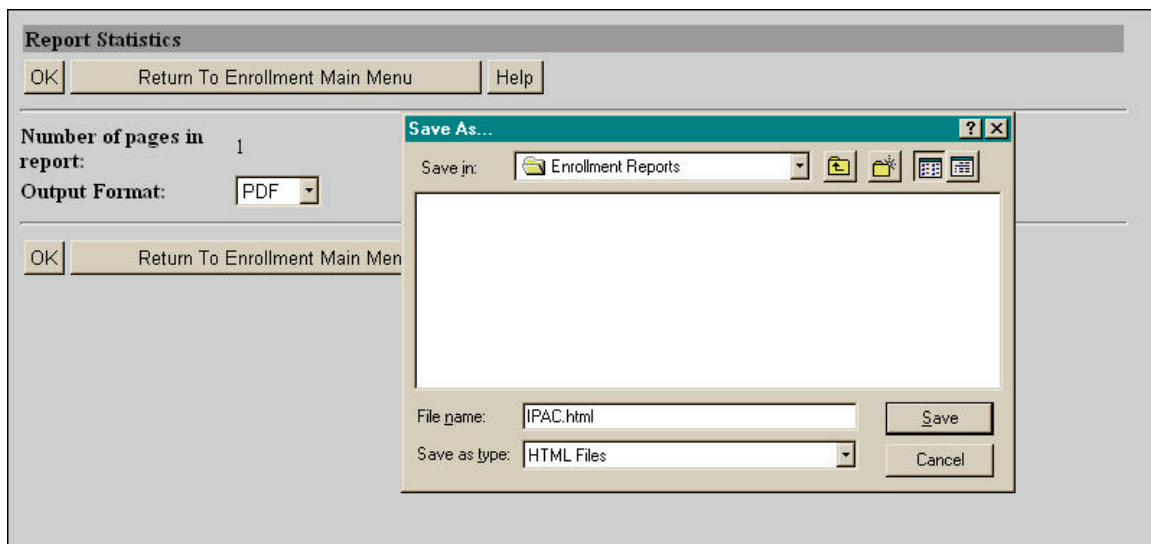 Report Statistics
OK Return To Enrollment Main Menu Help
Number of pages in
report: 1
Output Format: PDF
OK Return To Enrollment Main Men
Save As...
Save in: Enrollment Reports
File name: IPAC.html Save
Save as type: HTML Files Cancel